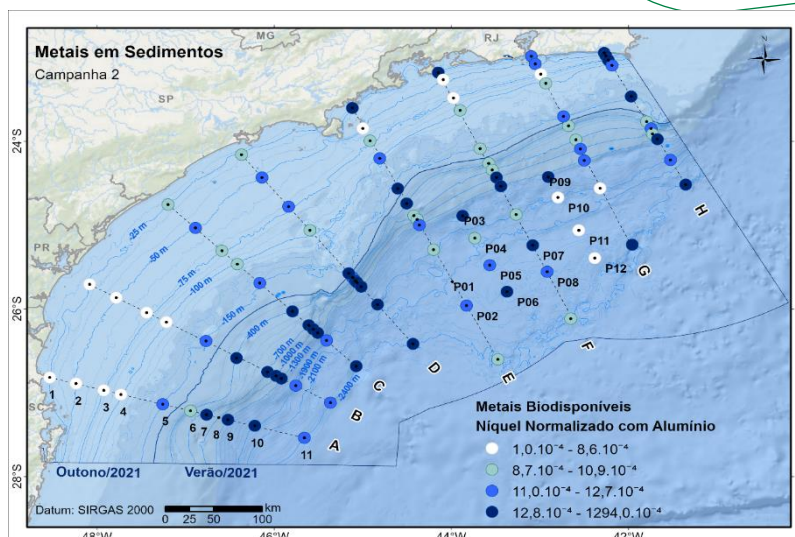 MG
RJ
Metais em Sedimentos
Campanha 2
SP
24°S
-25 m
-50 m
-75 m
-100 m
-150 m
-400 m
-700 m
-1000 m
-1300 m
-1900 m
-2100 m
-2400 m
P09
P10
P03
P04
P11
P07
P12
P05
P08
P01
P06
P02
PR
26°S
H
G
F
E
D
C
B
A
SC
1
2
3
4
5
6
7
8
9
10
11
Metais Biodisponíveis
Níquel Normalizado com Alumínio
1,0.10⁻⁴ - 8,6.10⁻⁴
8,7.10⁻⁴ - 10,9.10⁻⁴
11,0.10⁻⁴ - 12,7.10⁻⁴
12,8.10⁻⁴ - 1294,0.10⁻⁴
28°S
Outono/2021
Verão/2021
Datum: SIRGAS 2000
0 25 50 100
km
48°W
46°W
44°W
42°W